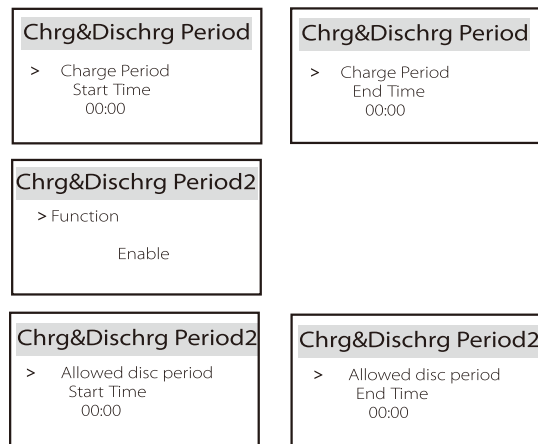 Chrg&Dischrg Period
> Charge Period
Start Time
00:00
Chrg&Dischrg Period
> Charge Period
End Time
00:00
Chrg&Dischrg Period2
> Function
Enable
Chrg&Dischrg Period2
> Allowed disc period
Start Time
00:00
Chrg&Dischrg Period2
> Allowed disc period
End Time
00:00